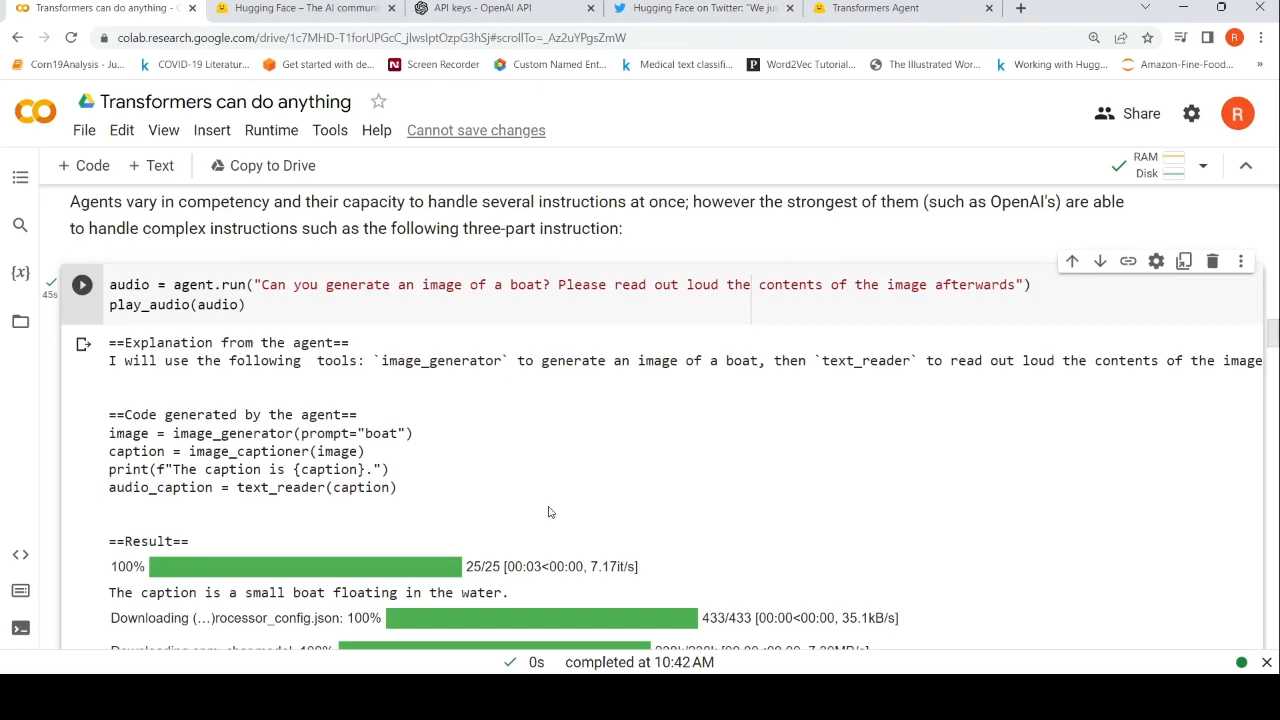 Transformers can do anything - C
Hugging Face – The AI communi
API keys - OpenAI API
Hugging Face on Twitter: "We jus
Transformers Agent
colab.research.google.com/drive/1c7MHD-T1forUPGcC_jlwslptOzpG3hSj#scrollTo=_Az2uYPgsZmW
Corn19Analysis - Ju...
COVID-19 Literatur...
Get started with de...
Screen Recorder
Custom Named Ent...
Medical text classifi...
Word2Vec Tutorial...
The Illustrated Wor...
Working with Hugg...
Amazon-Fine-Food...
»
CO
Transformers can do anything
Share
R
File Edit View Insert Runtime Tools Help Cannot save changes
+ Code + Text Copy to Drive
RAM
Disk
Agents vary in competency and their capacity to handle several instructions at once; however the strongest of them (such as OpenAI's) are able
to handle complex instructions such as the following three-part instruction:
45s
audio = agent.run("Can you generate an image of a boat? Please read out loud the contents of the image afterwards")
play_audio(audio)
==Explanation from the agent==
I will use the following  tools: `image_generator` to generate an image of a boat, then `text_reader` to read out loud the contents of the image
==Code generated by the agent==
image = image_generator(prompt="boat")
caption = image_captioner(image)
print(f"The caption is {caption}.")
audio_caption = text_reader(caption)
==Result==
100% 25/25 [00:03<00:00, 7.17it/s]
The caption is a small boat floating in the water.
Downloading (…)rocessor_config.json: 100% 433/433 [00:00<00:00, 35.1kB/s]
0s completed at 10:42 AM